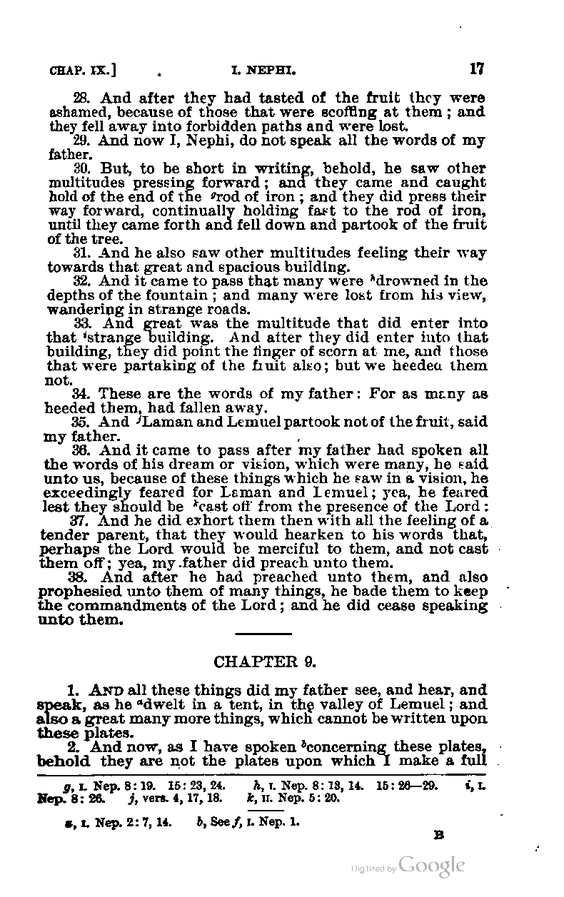 CHAP. IX.] I. NEPHI. 17
28. And after they had tasted of the fruit they were
ashamed, because of those that were scoffing at them; and
they fell away into forbidden paths and were lost.
29. And now I, Nephi, do not speak all the words of my
father.
30. But, to be short in writing, behold, he saw other
multitudes pressing forward; and they came and caught
hold of the end of the ᵍrod of iron; and they did press their
way forward, continually holding fast to the rod of iron,
until they came forth and fell down and partook of the fruit
of the tree.
31. And he also saw other multitudes feeling their way
towards that great and spacious building.
32. And it came to pass that many were ʰdrowned in the
depths of the fountain; and many were lost from his view,
wandering in strange roads.
33. And great was the multitude that did enter into
that ⁱstrange building. And after they did enter into that
building, they did point the finger of scorn at me, and those
that were partaking of the fruit also; but we heeded them
not.
34. These are the words of my father: For as many as
heeded them, had fallen away.
35. And ʲLaman and Lemuel partook not of the fruit, said
my father.
36. And it came to pass after my father had spoken all
the words of his dream or vision, which were many, he said
unto us, because of these things which he saw in a vision, he
exceedingly feared for Laman and Lemuel; yea, he feared
lest they should be ᵏcast off from the presence of the Lord:
37. And he did exhort them then with all the feeling of a
tender parent, that they would hearken to his words that,
perhaps the Lord would be merciful to them, and not cast
them off; yea, my father did preach unto them.
38. And after he had preached unto them, and also
prophesied unto them of many things, he bade them to keep
the commandments of the Lord; and he did cease speaking
unto them.
CHAPTER 9.
1. AND all these things did my father see, and hear, and
speak, as he ᵃdwelt in a tent, in the valley of Lemuel; and
also a great many more things, which cannot be written upon
these plates.
2. And now, as I have spoken ᵇconcerning these plates,
behold they are not the plates upon which I make a full
g, I. Nep. 8: 19. 15: 23, 24. h, I. Nep. 8: 13, 14. 15: 26—29. i, I.
Nep. 8: 26. j, vers. 4, 17, 18. k, II. Nep. 5: 20.
a, I. Nep. 2: 7, 14. b, See f, I. Nep. 1.
B
Digitized by Google